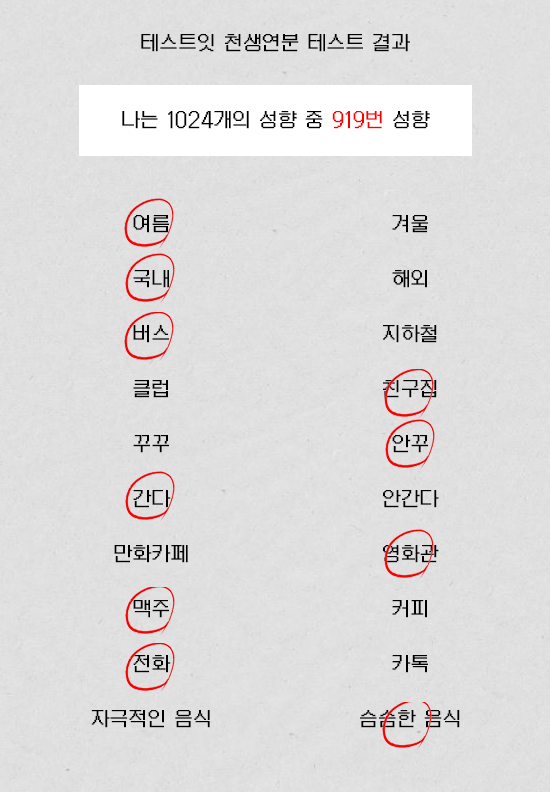 테스트잇 천생연분 테스트 결과
나는 1024개의 성향 중 919번 성향
여름 겨울
국내 해외
버스 지하철
클럽 친구집
꾸꾸 안꾸
간다 안간다
만화카페 영화관
맥주 커피
전화 카톡
자극적인 음식 슴슴한 음식